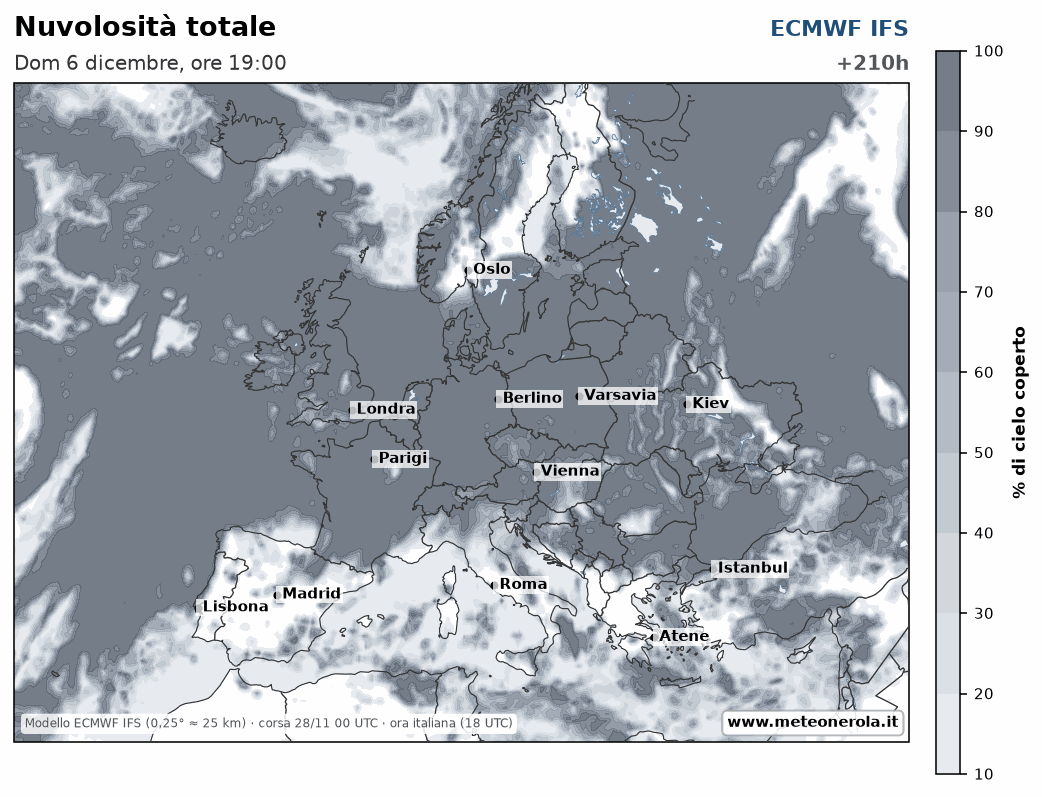 Nuvolosità totale
ECMWF IFS
Dom 6 dicembre, ore 19:00
+210h
100
90
80
70
60
50
40
30
20
10
% di cielo coperto
Oslo
Londra
Berlino
Varsavia
Kiev
Parigi
Vienna
Istanbul
Roma
Madrid
Lisbona
Atene
Modello ECMWF IFS (0,25° ≈ 25 km) · corsa 28/11 00 UTC · ora italiana (18 UTC)
www.meteonerola.it